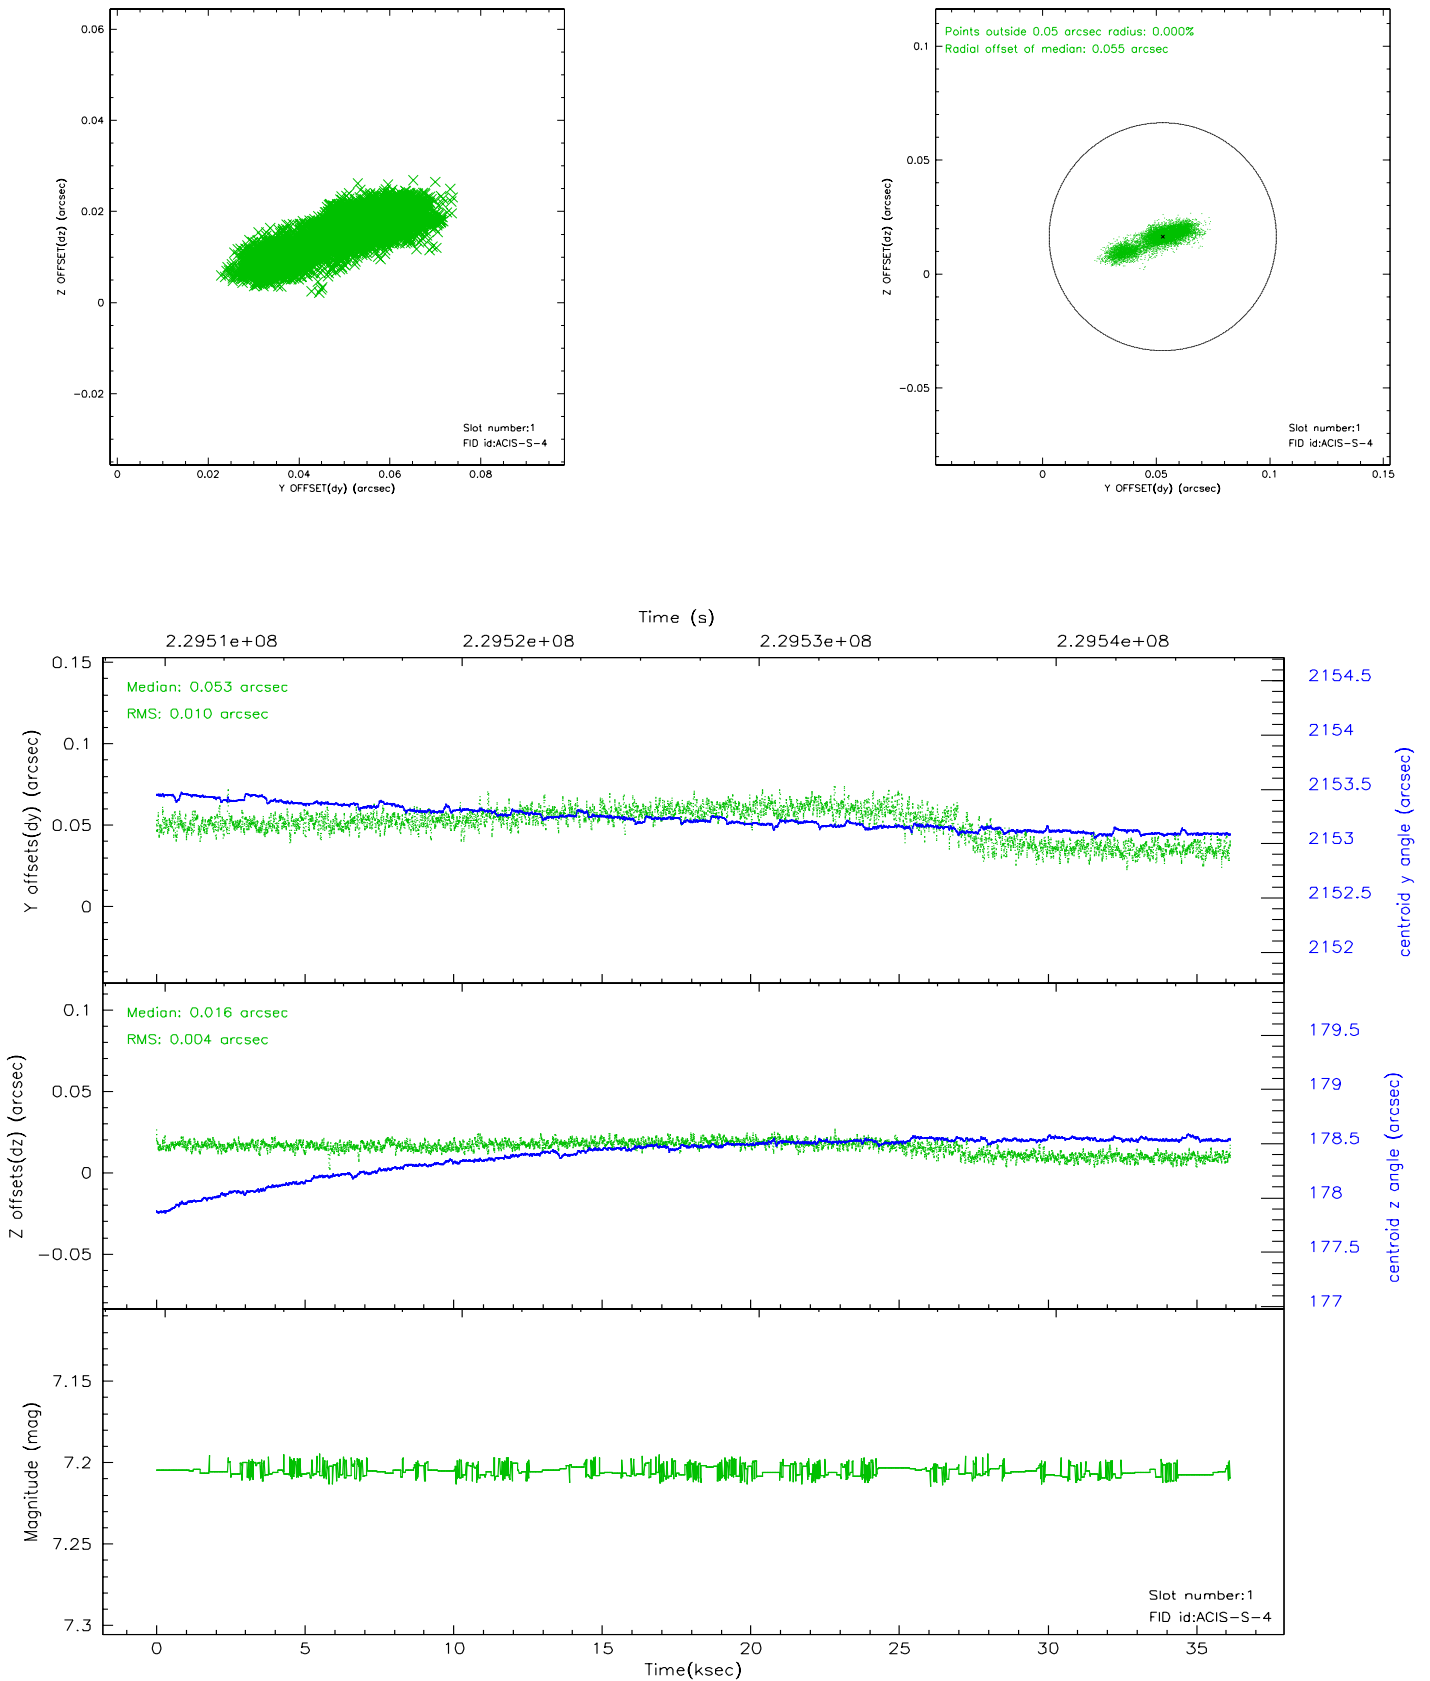 0.06
0.04
0.02
0
−0.02
Z OFFSET(dz) (arcsec)
Slot number:1
FID id:ACIS−S−4
0 0.02 0.04 0.06 0.08
Y OFFSET(dy) (arcsec)
Points outside 0.05 arcsec radius: 0.000%
Radial offset of median: 0.055 arcsec
0.1
0.05
0
−0.05
Z OFFSET(dz) (arcsec)
Slot number:1
FID id:ACIS−S−4
0 0.05 0.1 0.15
Y OFFSET(dy) (arcsec)
Time (s)
2.2951e+08 2.2952e+08 2.2953e+08 2.2954e+08
0.15
0.1
0.05
0
Y offsets(dy) (arcsec)
Median: 0.053 arcsec
RMS: 0.010 arcsec
2154.5
2154
2153.5
2153
2152.5
2152
centroid y angle (arcsec)
0.1
0.05
0
−0.05
Z offsets(dz) (arcsec)
Median: 0.016 arcsec
RMS: 0.004 arcsec
179.5
179
178.5
178
177.5
177
centroid z angle (arcsec)
7.15
7.2
7.25
7.3
Magnitude (mag)
Slot number:1
FID id:ACIS−S−4
0 5 10 15 20 25 30 35
Time(ksec)